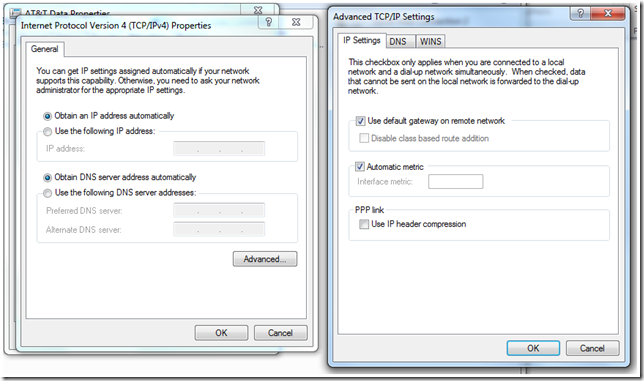 AT&T Data Properties
Internet Protocol Version 4 (TCP/IPv4) Properties
General
You can get IP settings assigned automatically if your network
supports this capability. Otherwise, you need to ask your network
administrator for the appropriate IP settings.
Obtain an IP address automatically
Use the following IP address:
IP address:
Obtain DNS server address automatically
Use the following DNS server addresses:
Preferred DNS server:
Alternate DNS server:
Advanced...
OK
Cancel
Advanced TCP/IP Settings
IP Settings
DNS
WINS
This checkbox only applies when you are connected to a local
network and a dial-up network simultaneously. When checked, data
that cannot be sent on the local network is forwarded to the dial-up
network.
Use default gateway on remote network
Disable class based route addition
Automatic metric
Interface metric:
PPP link
Use IP header compression
OK
Cancel